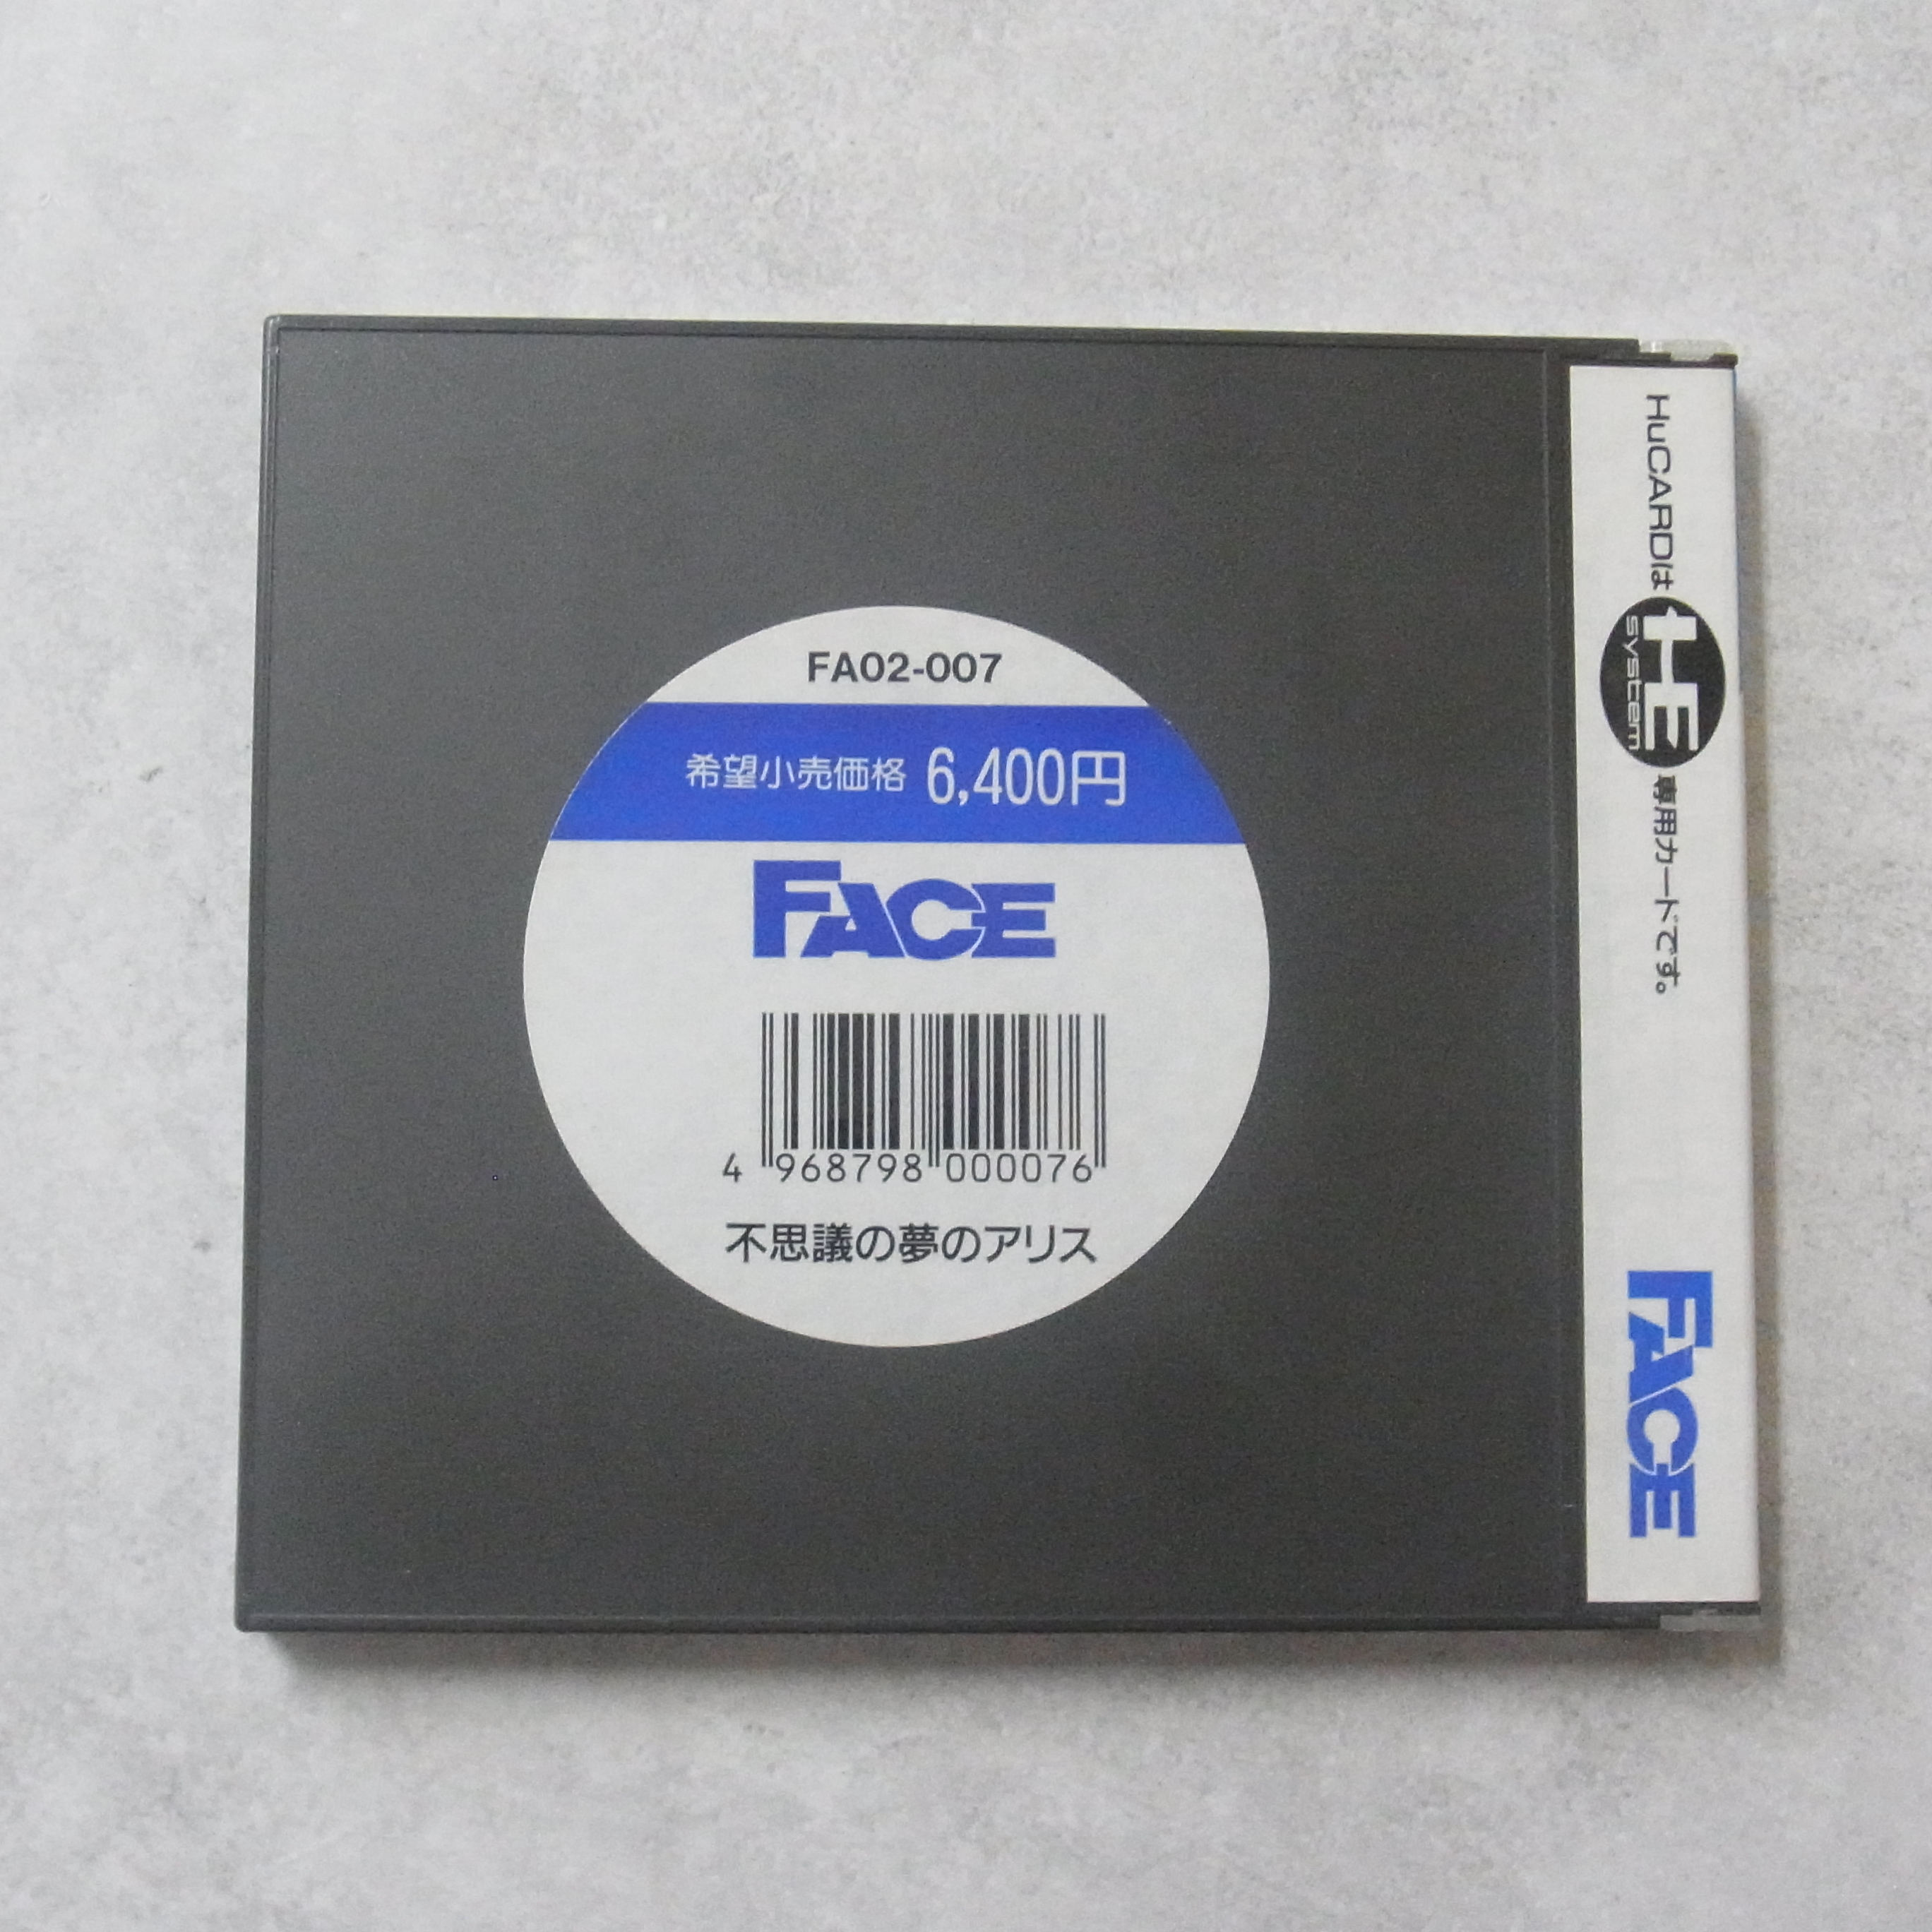 FA02-007
希望小売価格 6,400円
FACE
4 968798 000076
不思議の夢のアリス
HuCARDは HE system 専用カードです。
FACE